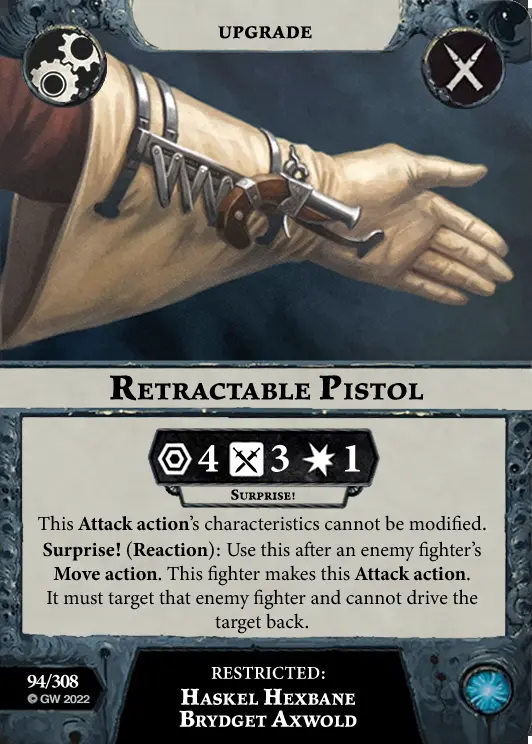 UPGRADE
RETRACTABLE PISTOL
4 3 1
SURPRISE!
This Attack action's characteristics cannot be modified.
Surprise! (Reaction): Use this after an enemy fighter's
Move action. This fighter makes this Attack action.
It must target that enemy fighter and cannot drive the
target back.
94/308
© GW 2022
RESTRICTED:
HASKEL HEXBANE
BRYDGET AXWOLD